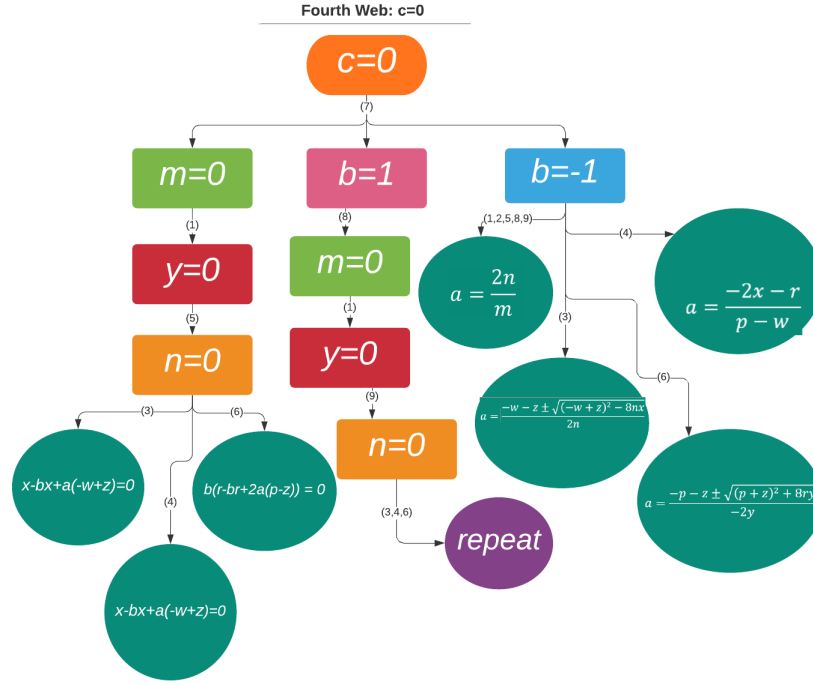 Fourth Web: c=0
c=0
(7)
m=0
b=1
b=-1
(1)
(8)
(1,2,5,8,9)
(4)
y=0
m=0
a = 2n/m
a = (-2x - r)/(p - w)
(5)
(1)
(3)
n=0
y=0
(6)
(3)
(6)
(9)
a = (-w - z ± √((-w + z)² - 8nx))/2n
x-bx+a(-w+z)=0
(4)
b(r-br+2a(p-z)) = 0
n=0
a = (-p - z ± √((p + z)² + 8ry))/-2y
(3,4,6)
repeat
x-bx+a(-w+z)=0